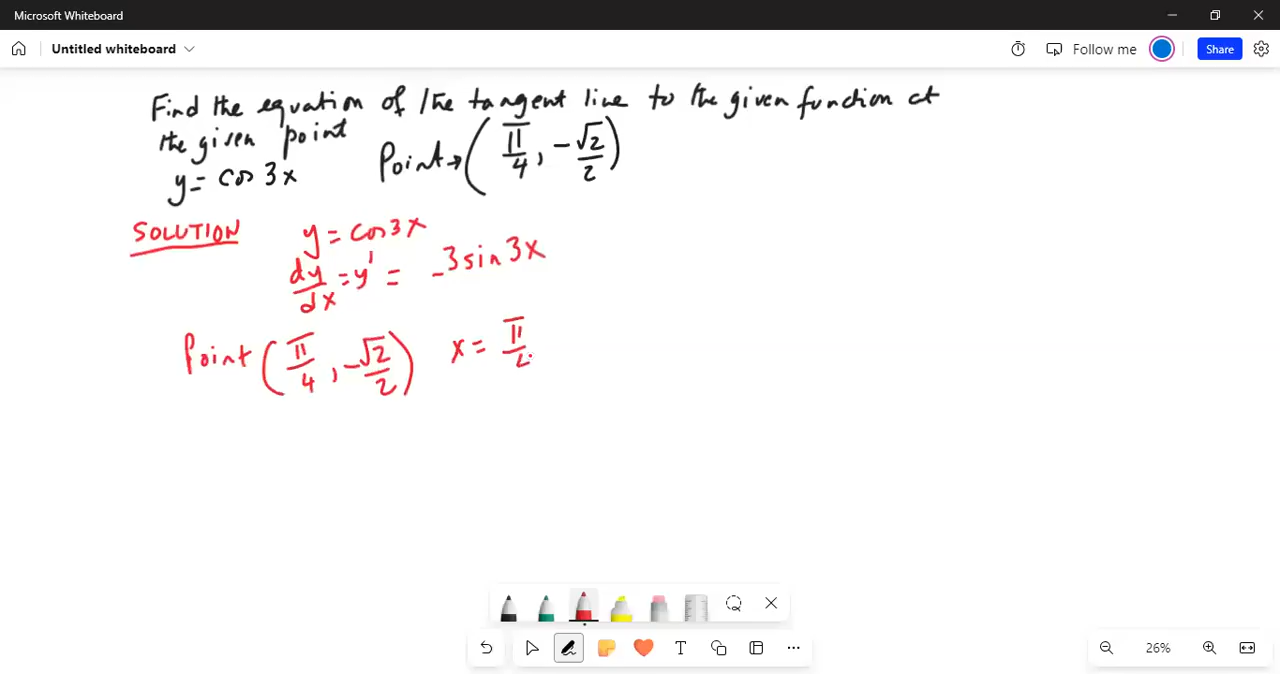 Microsoft Whiteboard
Untitled whiteboard
Follow me
Share
Find the equation of the tangent line to the given function at
the given point
y = cos 3x
Point → (π/4, -√2/2)
SOLUTION
y = cos 3x
dy/dx = y' = -3 sin 3x
Point (π/4, -√2/2) x = π/4
T
26%